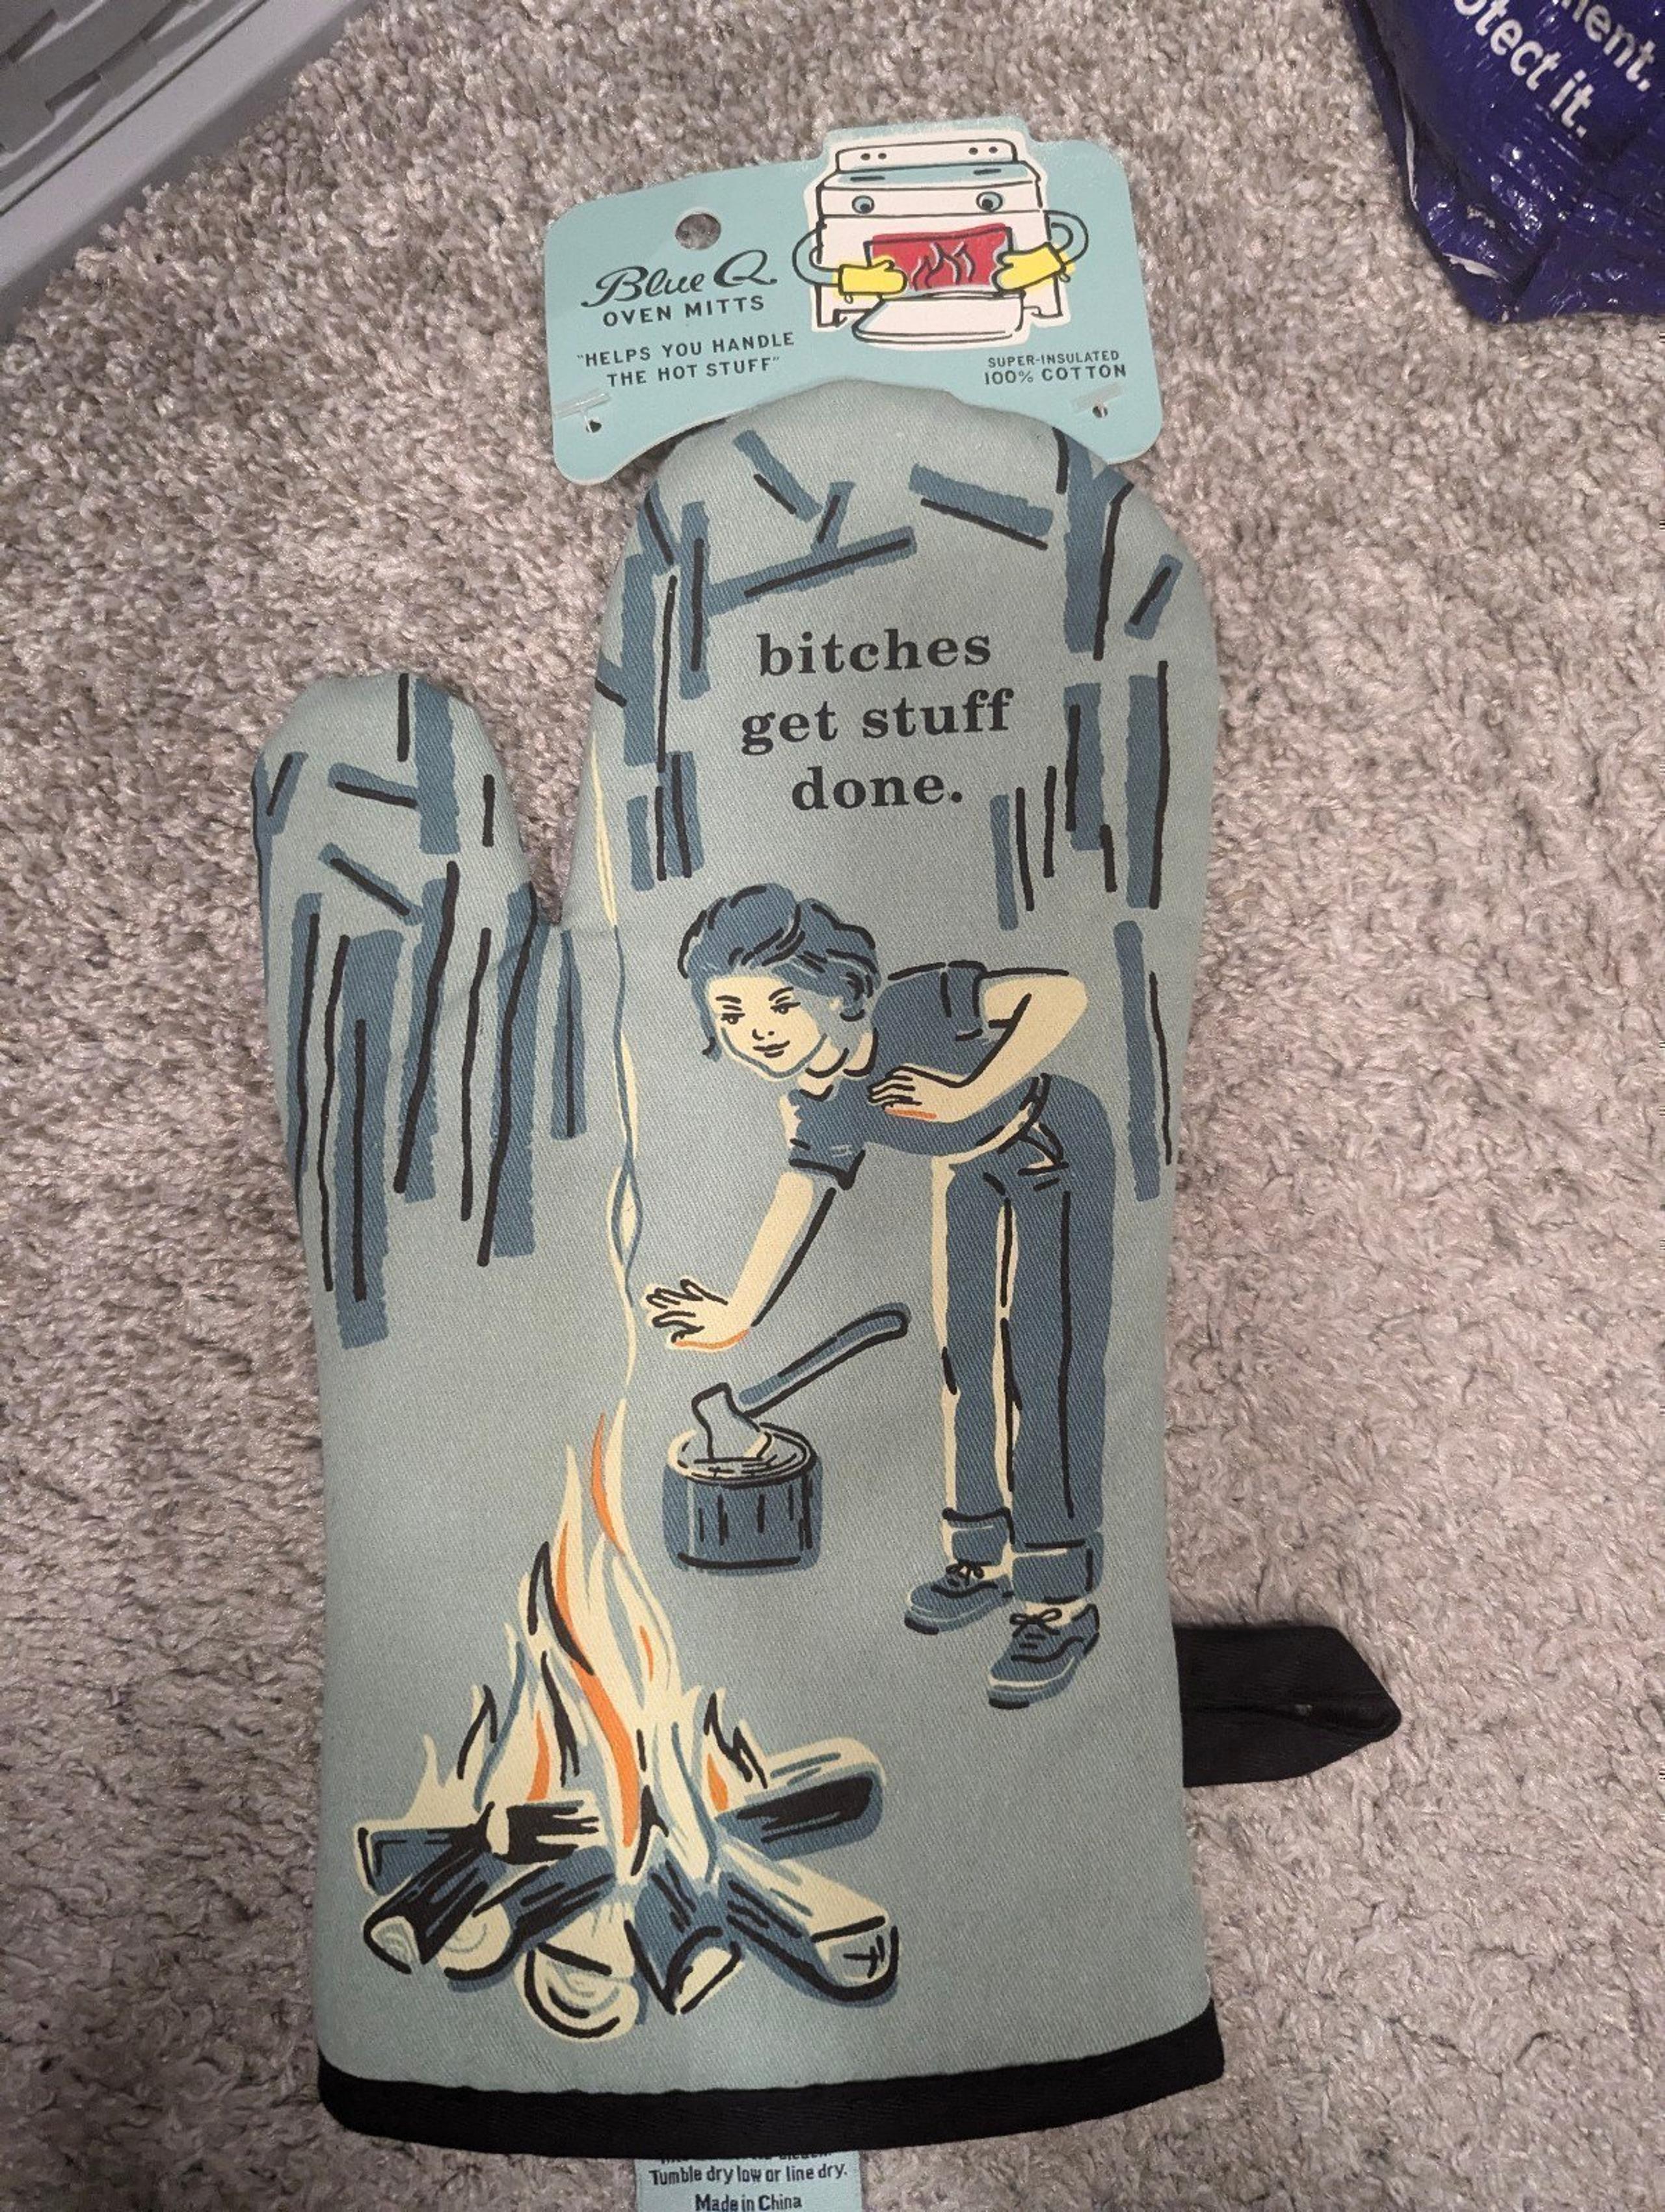 otect it.
Blue Q
OVEN MITTS
"HELPS YOU HANDLE
THE HOT STUFF"
SUPER-INSULATED
100% COTTON
bitches
get stuff
done.
Tumble dry low or line dry.
Made in China